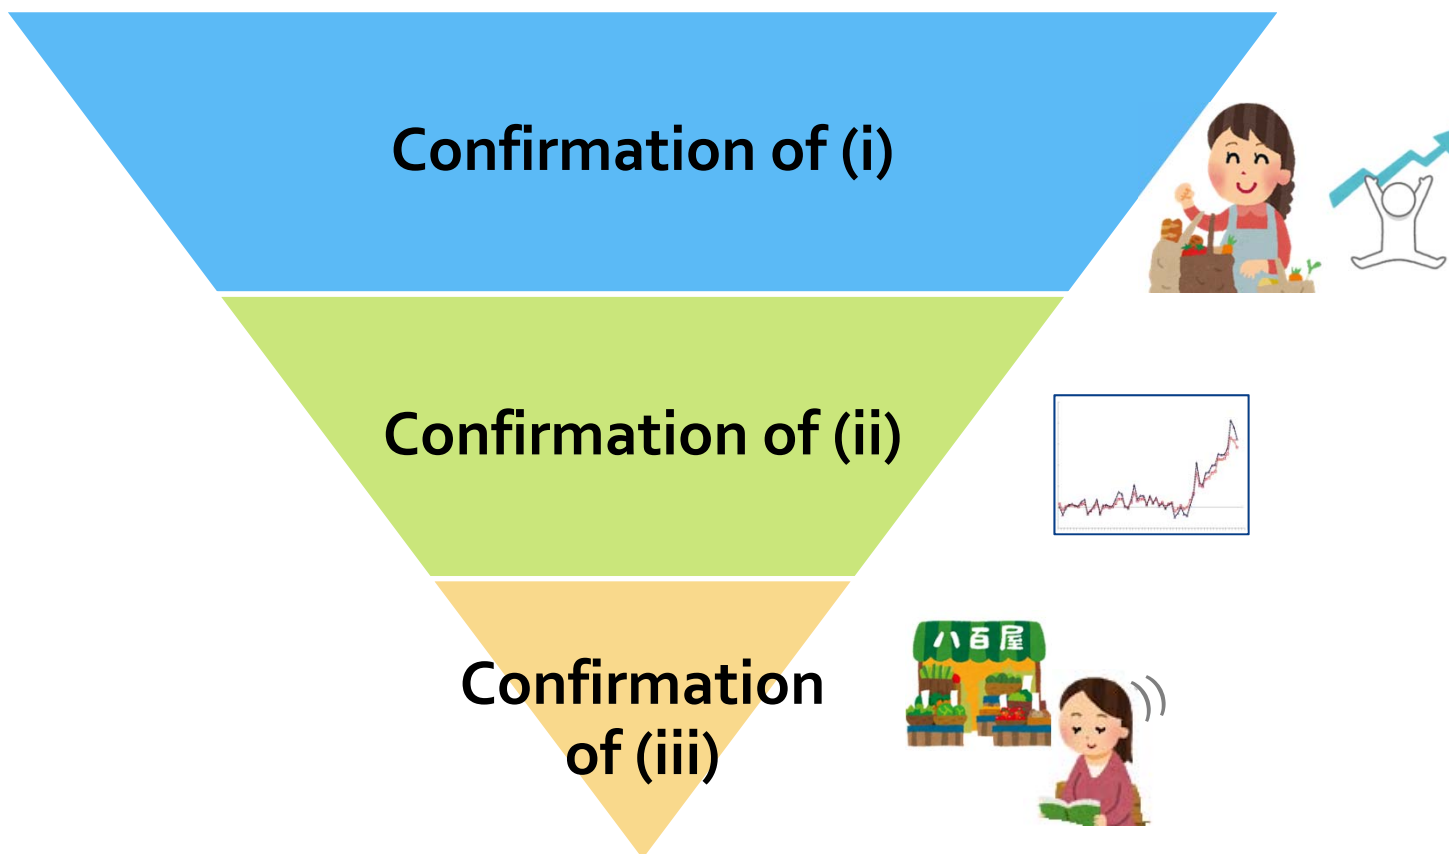 Confirmation of (i)
Confirmation of (ii)
Confirmation
of (iii)
八百屋